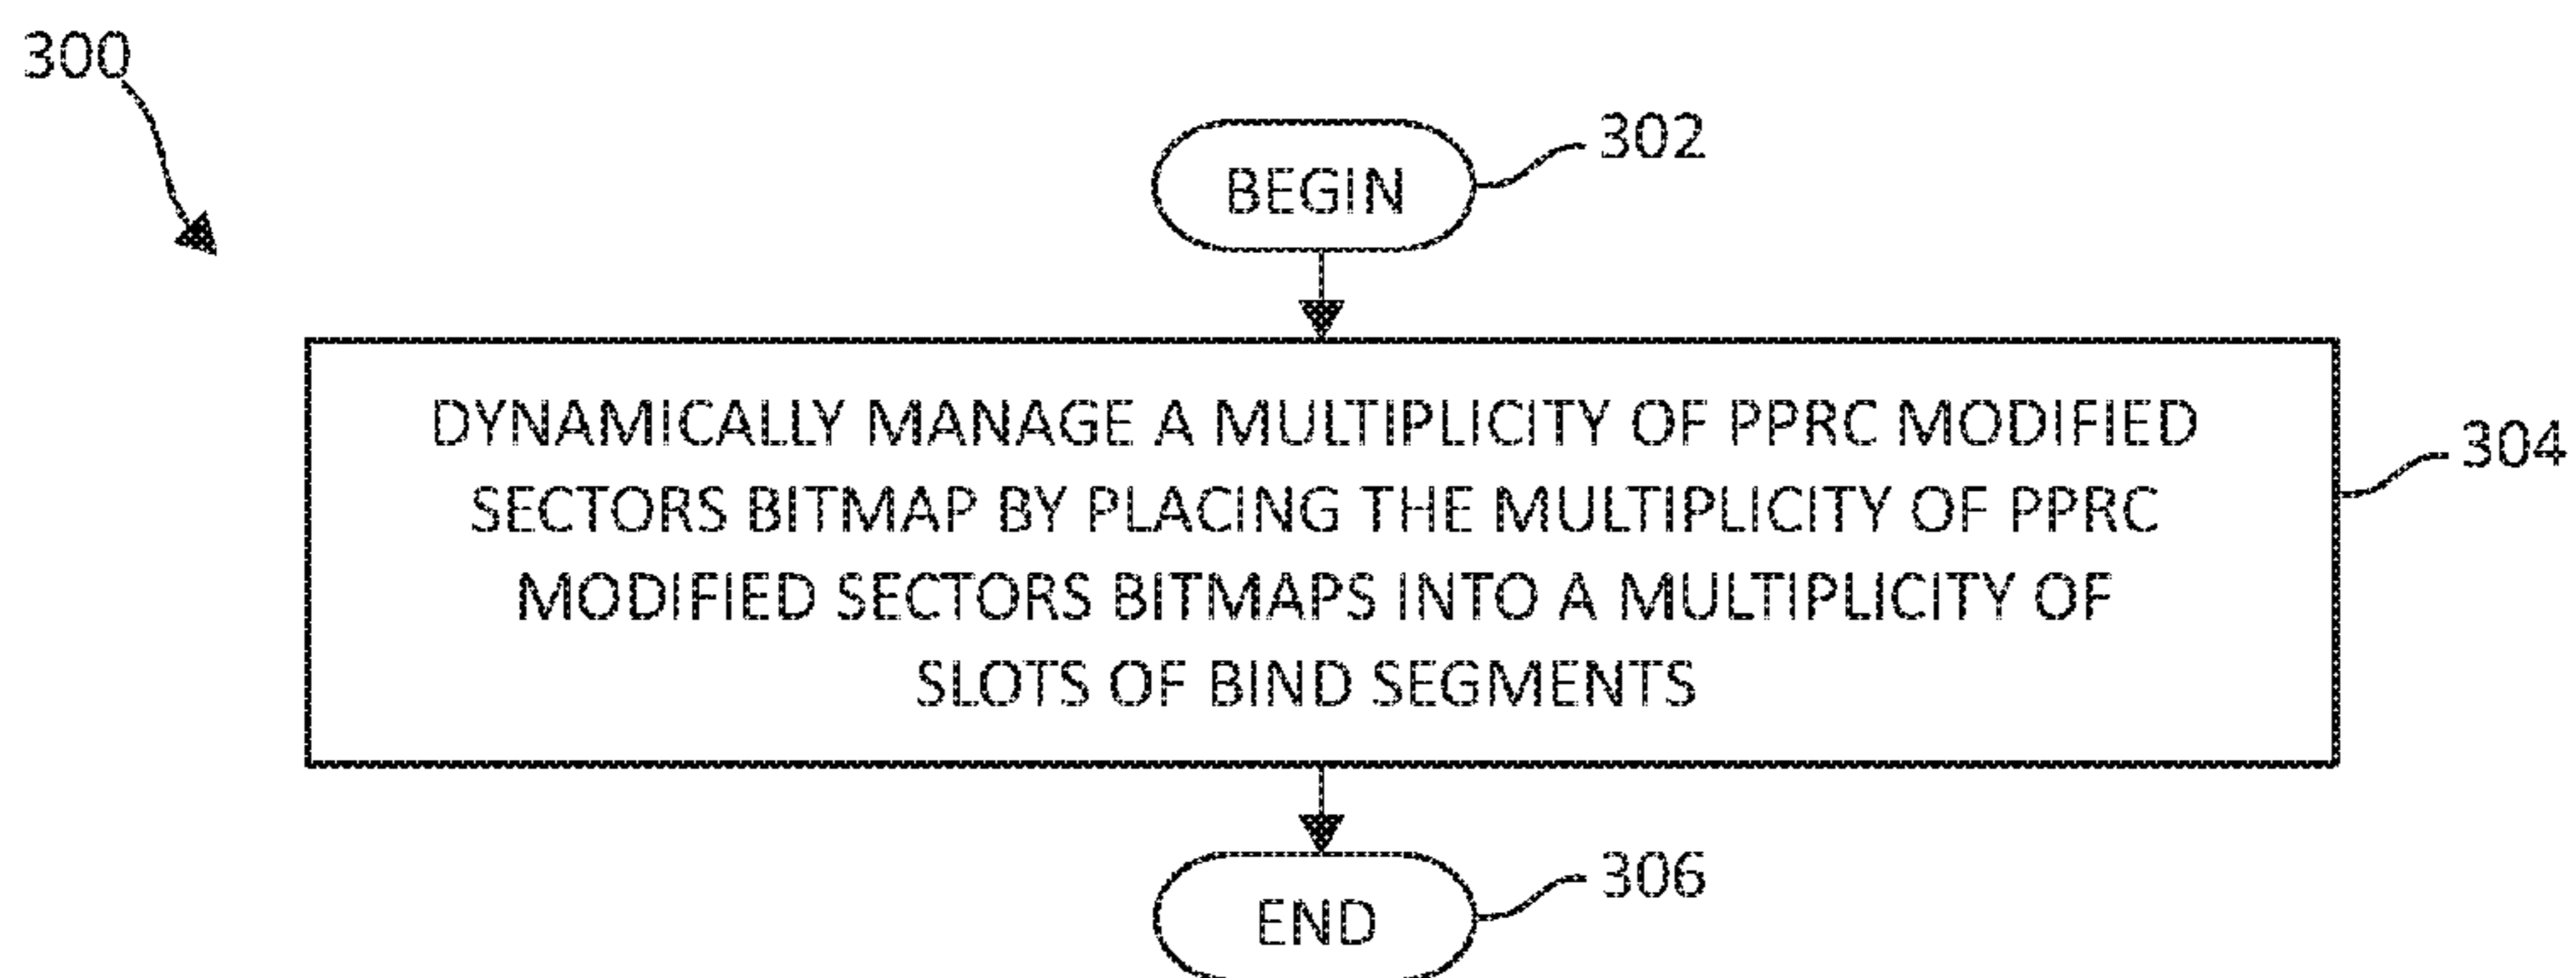 300
BEGIN
302
DYNAMICALLY MANAGE A MULTIPLICITY OF PPRC MODIFIED
SECTORS BITMAP BY PLACING THE MULTIPLICITY OF PPRC
MODIFIED SECTORS BITMAPS INTO A MULTIPLICITY OF
SLOTS OF BIND SEGMENTS
304
END
306